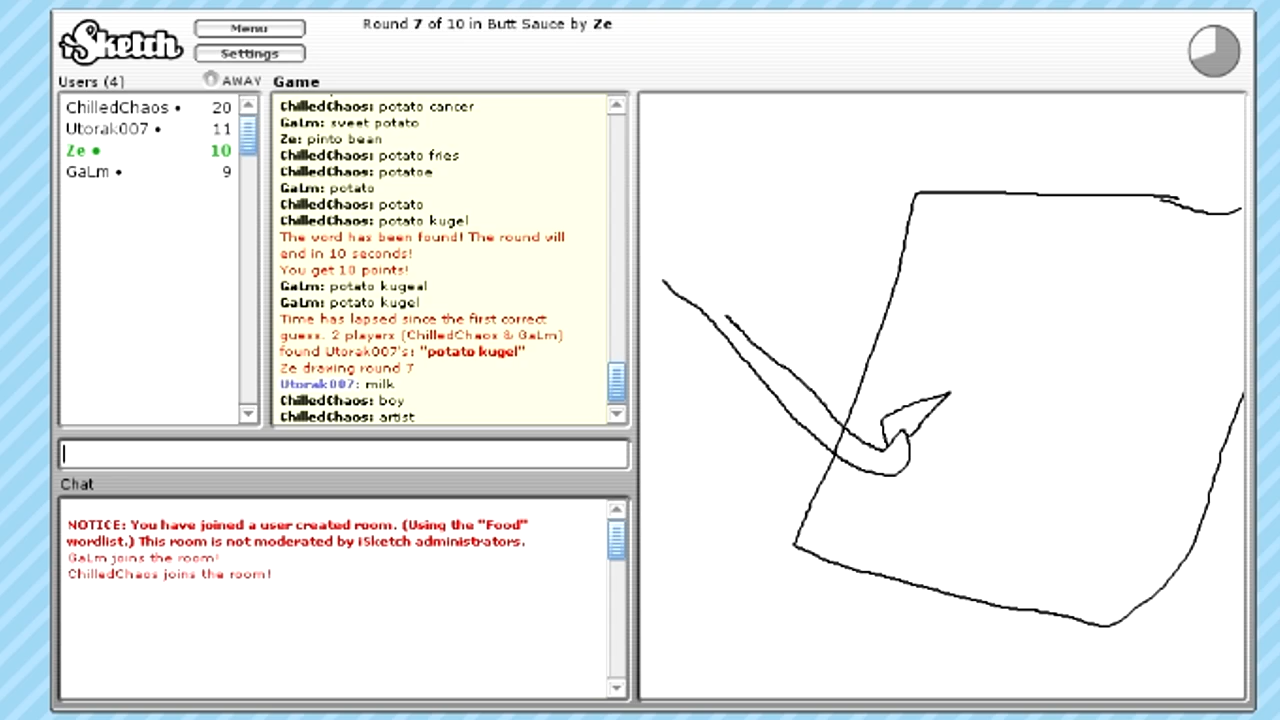 iSketch
Menu
Settings
Round 7 of 10 in Butt Sauce by Ze
Users (4)
AWAY
Game
ChilledChaos • 20
Utorak007 • 11
Ze • 10
GaLm • 9
ChilledChaos: potato cancer
GaLm: sweet potato
Ze: pinto bean
ChilledChaos: potato fries
ChilledChaos: potatoe
GaLm: potato
ChilledChaos: potato
ChilledChaos: potato kugel
The word has been found! The round will
end in 10 seconds!
You get 10 points!
GaLm: potato kugeal
GaLm: potato kugel
Time has lapsed since the first correct
guess. 2 players (ChilledChaos & GaLm)
found Utorak007's: "potato kugel"
Ze drawing round 7
Utorak007: milk
ChilledChaos: boy
ChilledChaos: artist
Chat
NOTICE: You have joined a user created room. (Using the "Food"
wordlist.) This room is not moderated by iSketch administrators.
GaLm joins the room!
ChilledChaos joins the room!